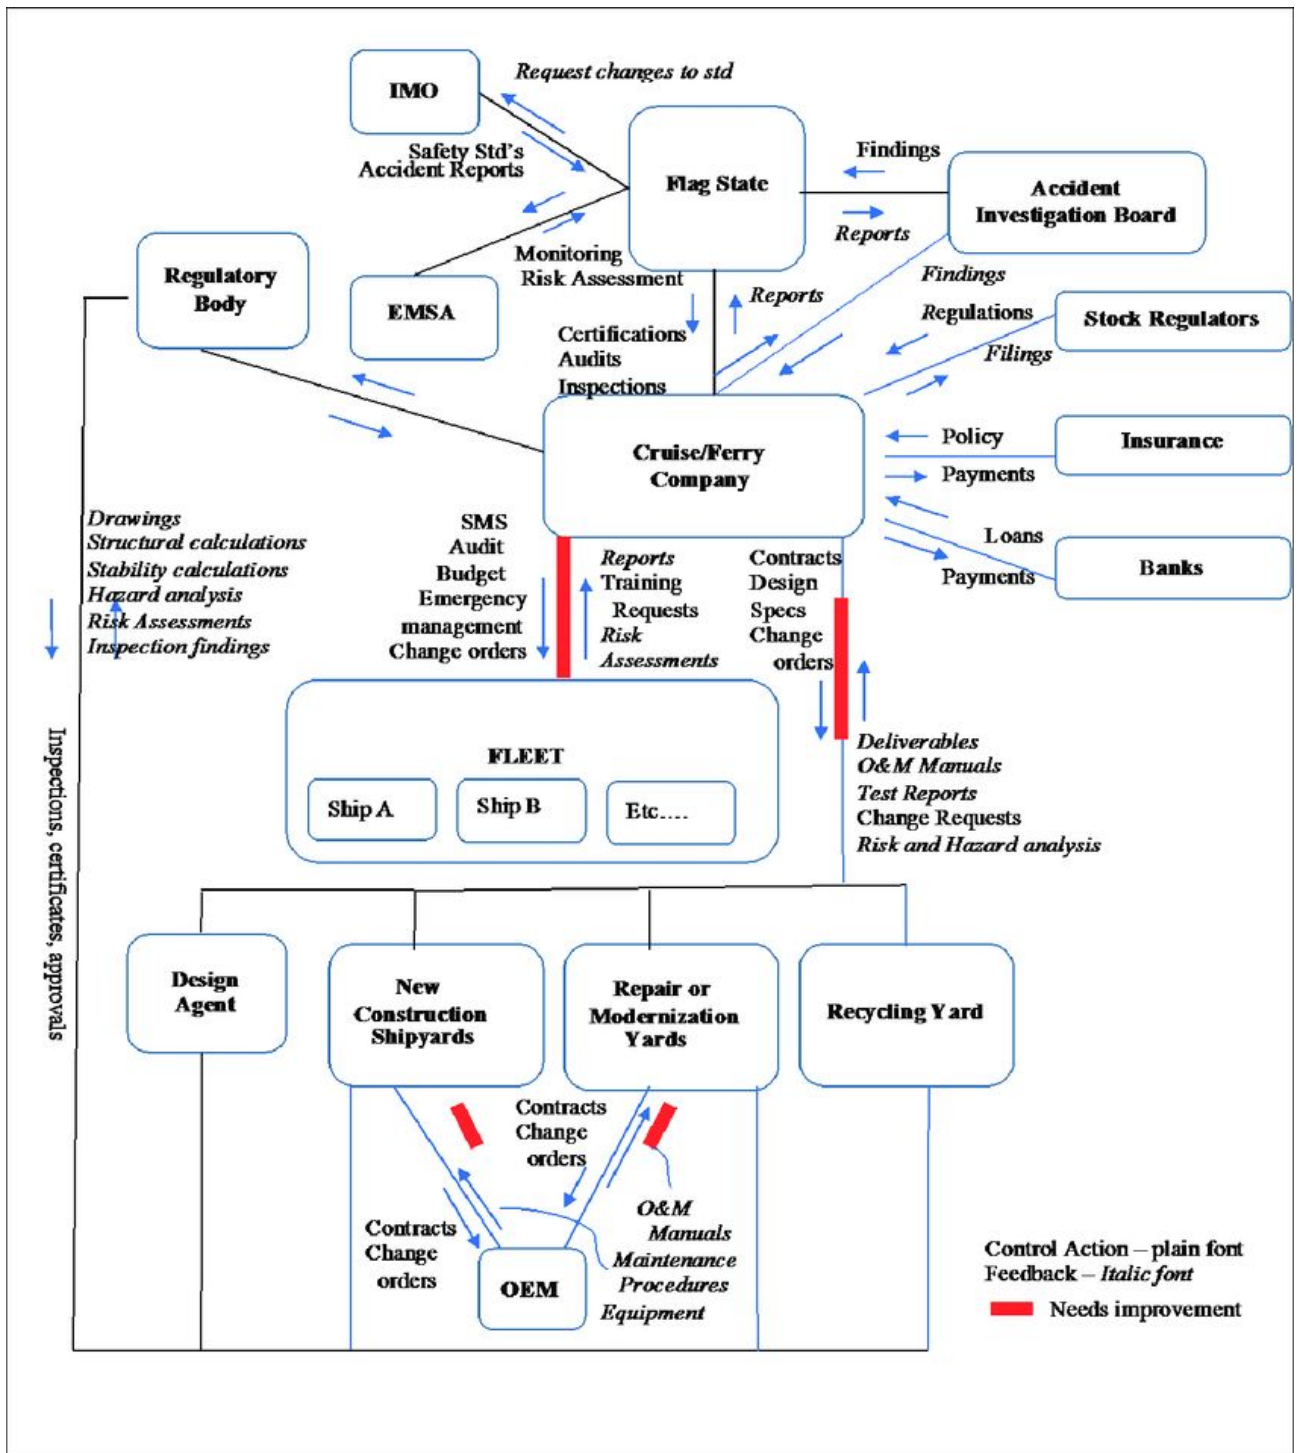 IMO
Request changes to std
Safety Std's
Accident Reports
Flag State
Findings
Reports
Accident
Investigation Board
Regulatory
Body
EMSA
Monitoring
Risk Assessment
Reports
Findings
Regulations
Filings
Stock Regulators
Certifications
Audits
Inspections
Cruise/Ferry
Company
Policy
Payments
Insurance
Loans
Payments
Banks
Drawings
Structural calculations
Stability calculations
Hazard analysis
Risk Assessments
Inspection findings
SMS
Audit
Budget
Emergency
management
Change orders
Reports
Training
Requests
Risk
Assessments
Contracts
Design
Specs
Change
orders
Inspections, certificates, approvals
FLEET
Ship A
Ship B
Etc....
Deliverables
O&M Manuals
Test Reports
Change Requests
Risk and Hazard analysis
Design
Agent
New
Construction
Shipyards
Repair or
Modernization
Yards
Recycling Yard
Contracts
Change
orders
Contracts
Change
orders
OEM
O&M
Manuals
Maintenance
Procedures
Equipment
Control Action – plain font
Feedback – Italic font
Needs improvement